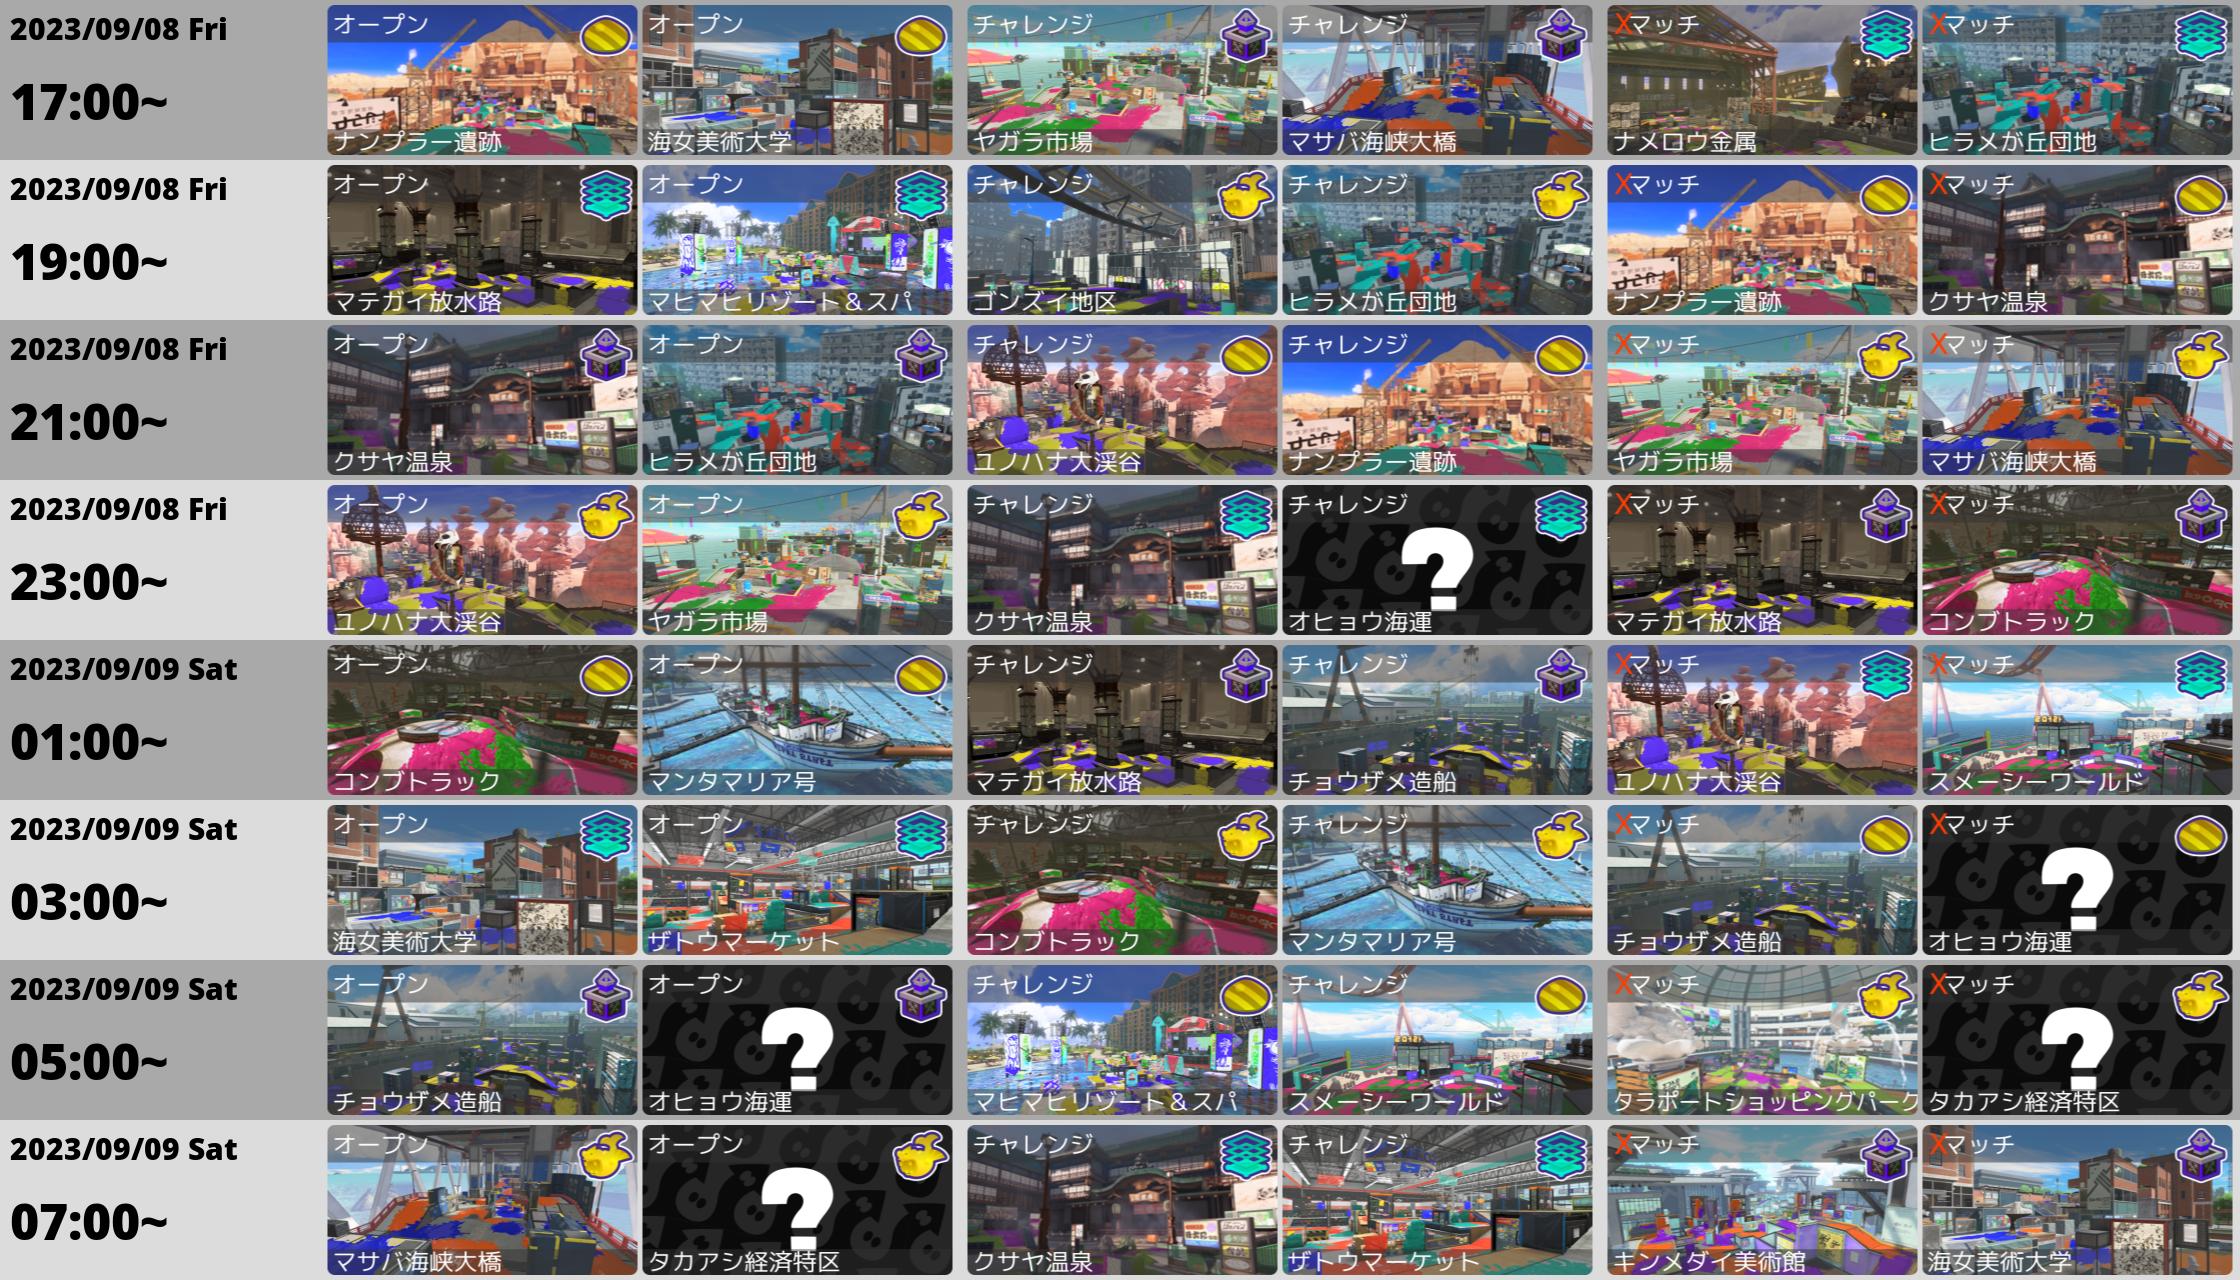 2023/09/08 Fri
17:00~
オープン
ナンプラー遺跡
オープン
海女美術大学
チャレンジ
ヤガラ市場
チャレンジ
マサバ海峡大橋
Xマッチ
ナメロウ金属
Xマッチ
ヒラメが丘団地
2023/09/08 Fri
19:00~
オープン
マテガイ放水路
オープン
マヒマヒリゾート＆スパ
チャレンジ
ゴンズイ地区
チャレンジ
ヒラメが丘団地
Xマッチ
ナンプラー遺跡
Xマッチ
クサヤ温泉
2023/09/08 Fri
21:00~
オープン
クサヤ温泉
オープン
ヒラメが丘団地
チャレンジ
ユノハナ大渓谷
チャレンジ
ナンプラー遺跡
Xマッチ
ヤガラ市場
Xマッチ
マサバ海峡大橋
2023/09/08 Fri
23:00~
オープン
ユノハナ大渓谷
オープン
ヤガラ市場
チャレンジ
クサヤ温泉
チャレンジ
?
オヒョウ海運
Xマッチ
マテガイ放水路
Xマッチ
コンブトラック
2023/09/09 Sat
01:00~
オープン
コンブトラック
オープン
マンタマリア号
チャレンジ
マテガイ放水路
チャレンジ
チョウザメ造船
Xマッチ
ユノハナ大渓谷
Xマッチ
スメーシーワールド
2023/09/09 Sat
03:00~
オープン
海女美術大学
オープン
ザトウマーケット
チャレンジ
コンブトラック
チャレンジ
マンタマリア号
Xマッチ
チョウザメ造船
Xマッチ
?
オヒョウ海運
2023/09/09 Sat
05:00~
オープン
チョウザメ造船
オープン
?
オヒョウ海運
チャレンジ
マヒマヒリゾート＆スパ
チャレンジ
スメーシーワールド
Xマッチ
タラポートショッピングパーク
Xマッチ
?
タカアシ経済特区
2023/09/09 Sat
07:00~
オープン
マサバ海峡大橋
オープン
?
タカアシ経済特区
チャレンジ
クサヤ温泉
チャレンジ
ザトウマーケット
Xマッチ
キンメダイ美術館
Xマッチ
海女美術大学